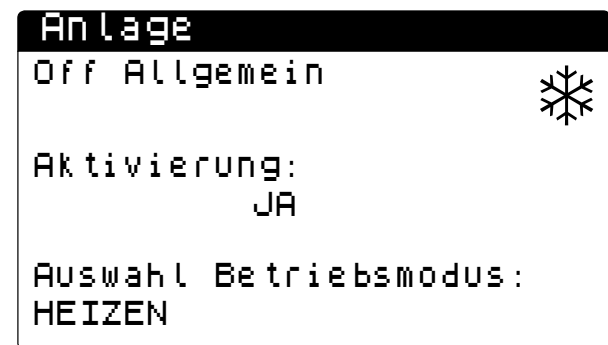 Anlage
Off Allgemein
Aktivierung:
JA
Auswahl Betriebsmodus:
HEIZEN